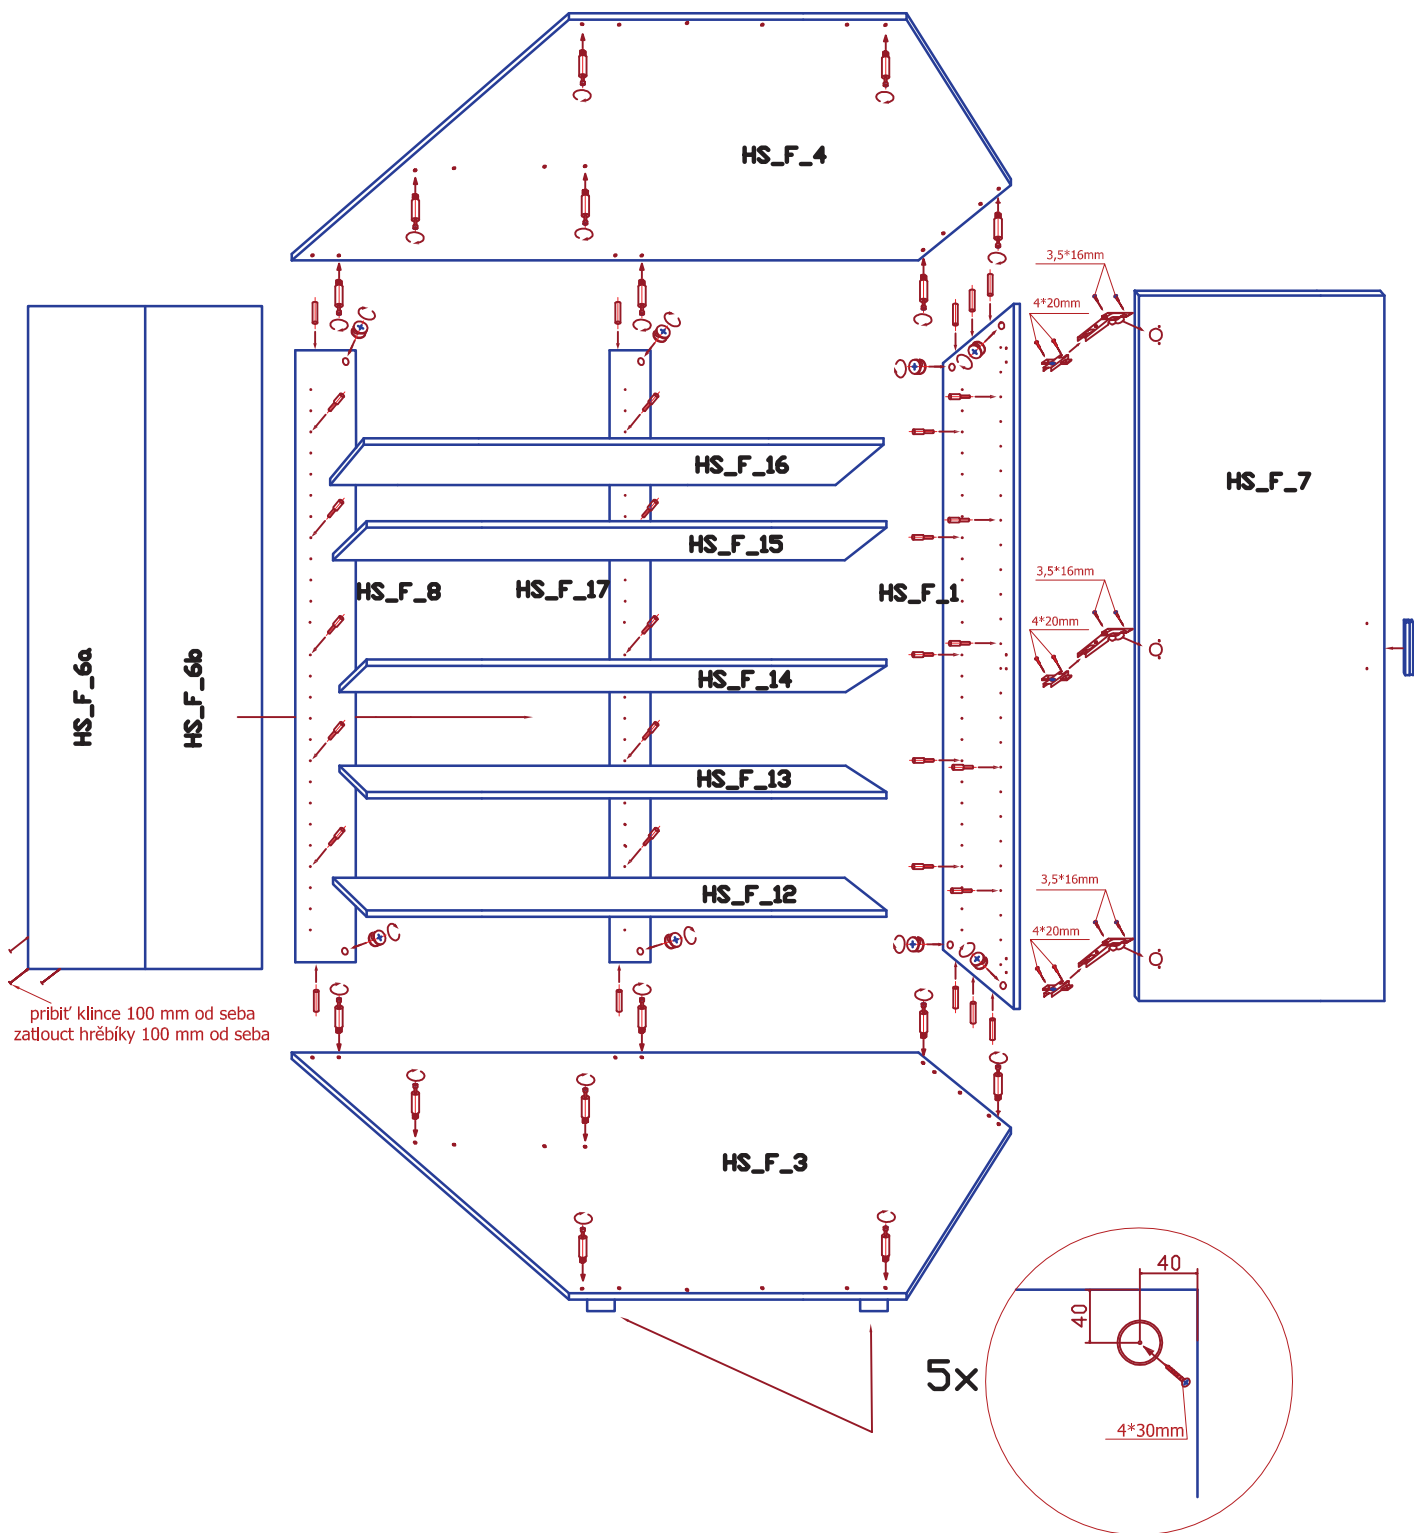 HS_F_4
3,5*16mm
4*20mm
HS_F_16
HS_F_7
HS_F_15
3,5*16mm
HS_F_8
HS_F_17
HS_F_1
4*20mm
HS_F_6a
HS_F_6b
HS_F_14
HS_F_13
3,5*16mm
HS_F_12
4*20mm
pribiť klince 100 mm od seba
zatlouct hrěbíky 100 mm od seba
HS_F_3
40
40
5x
4*30mm